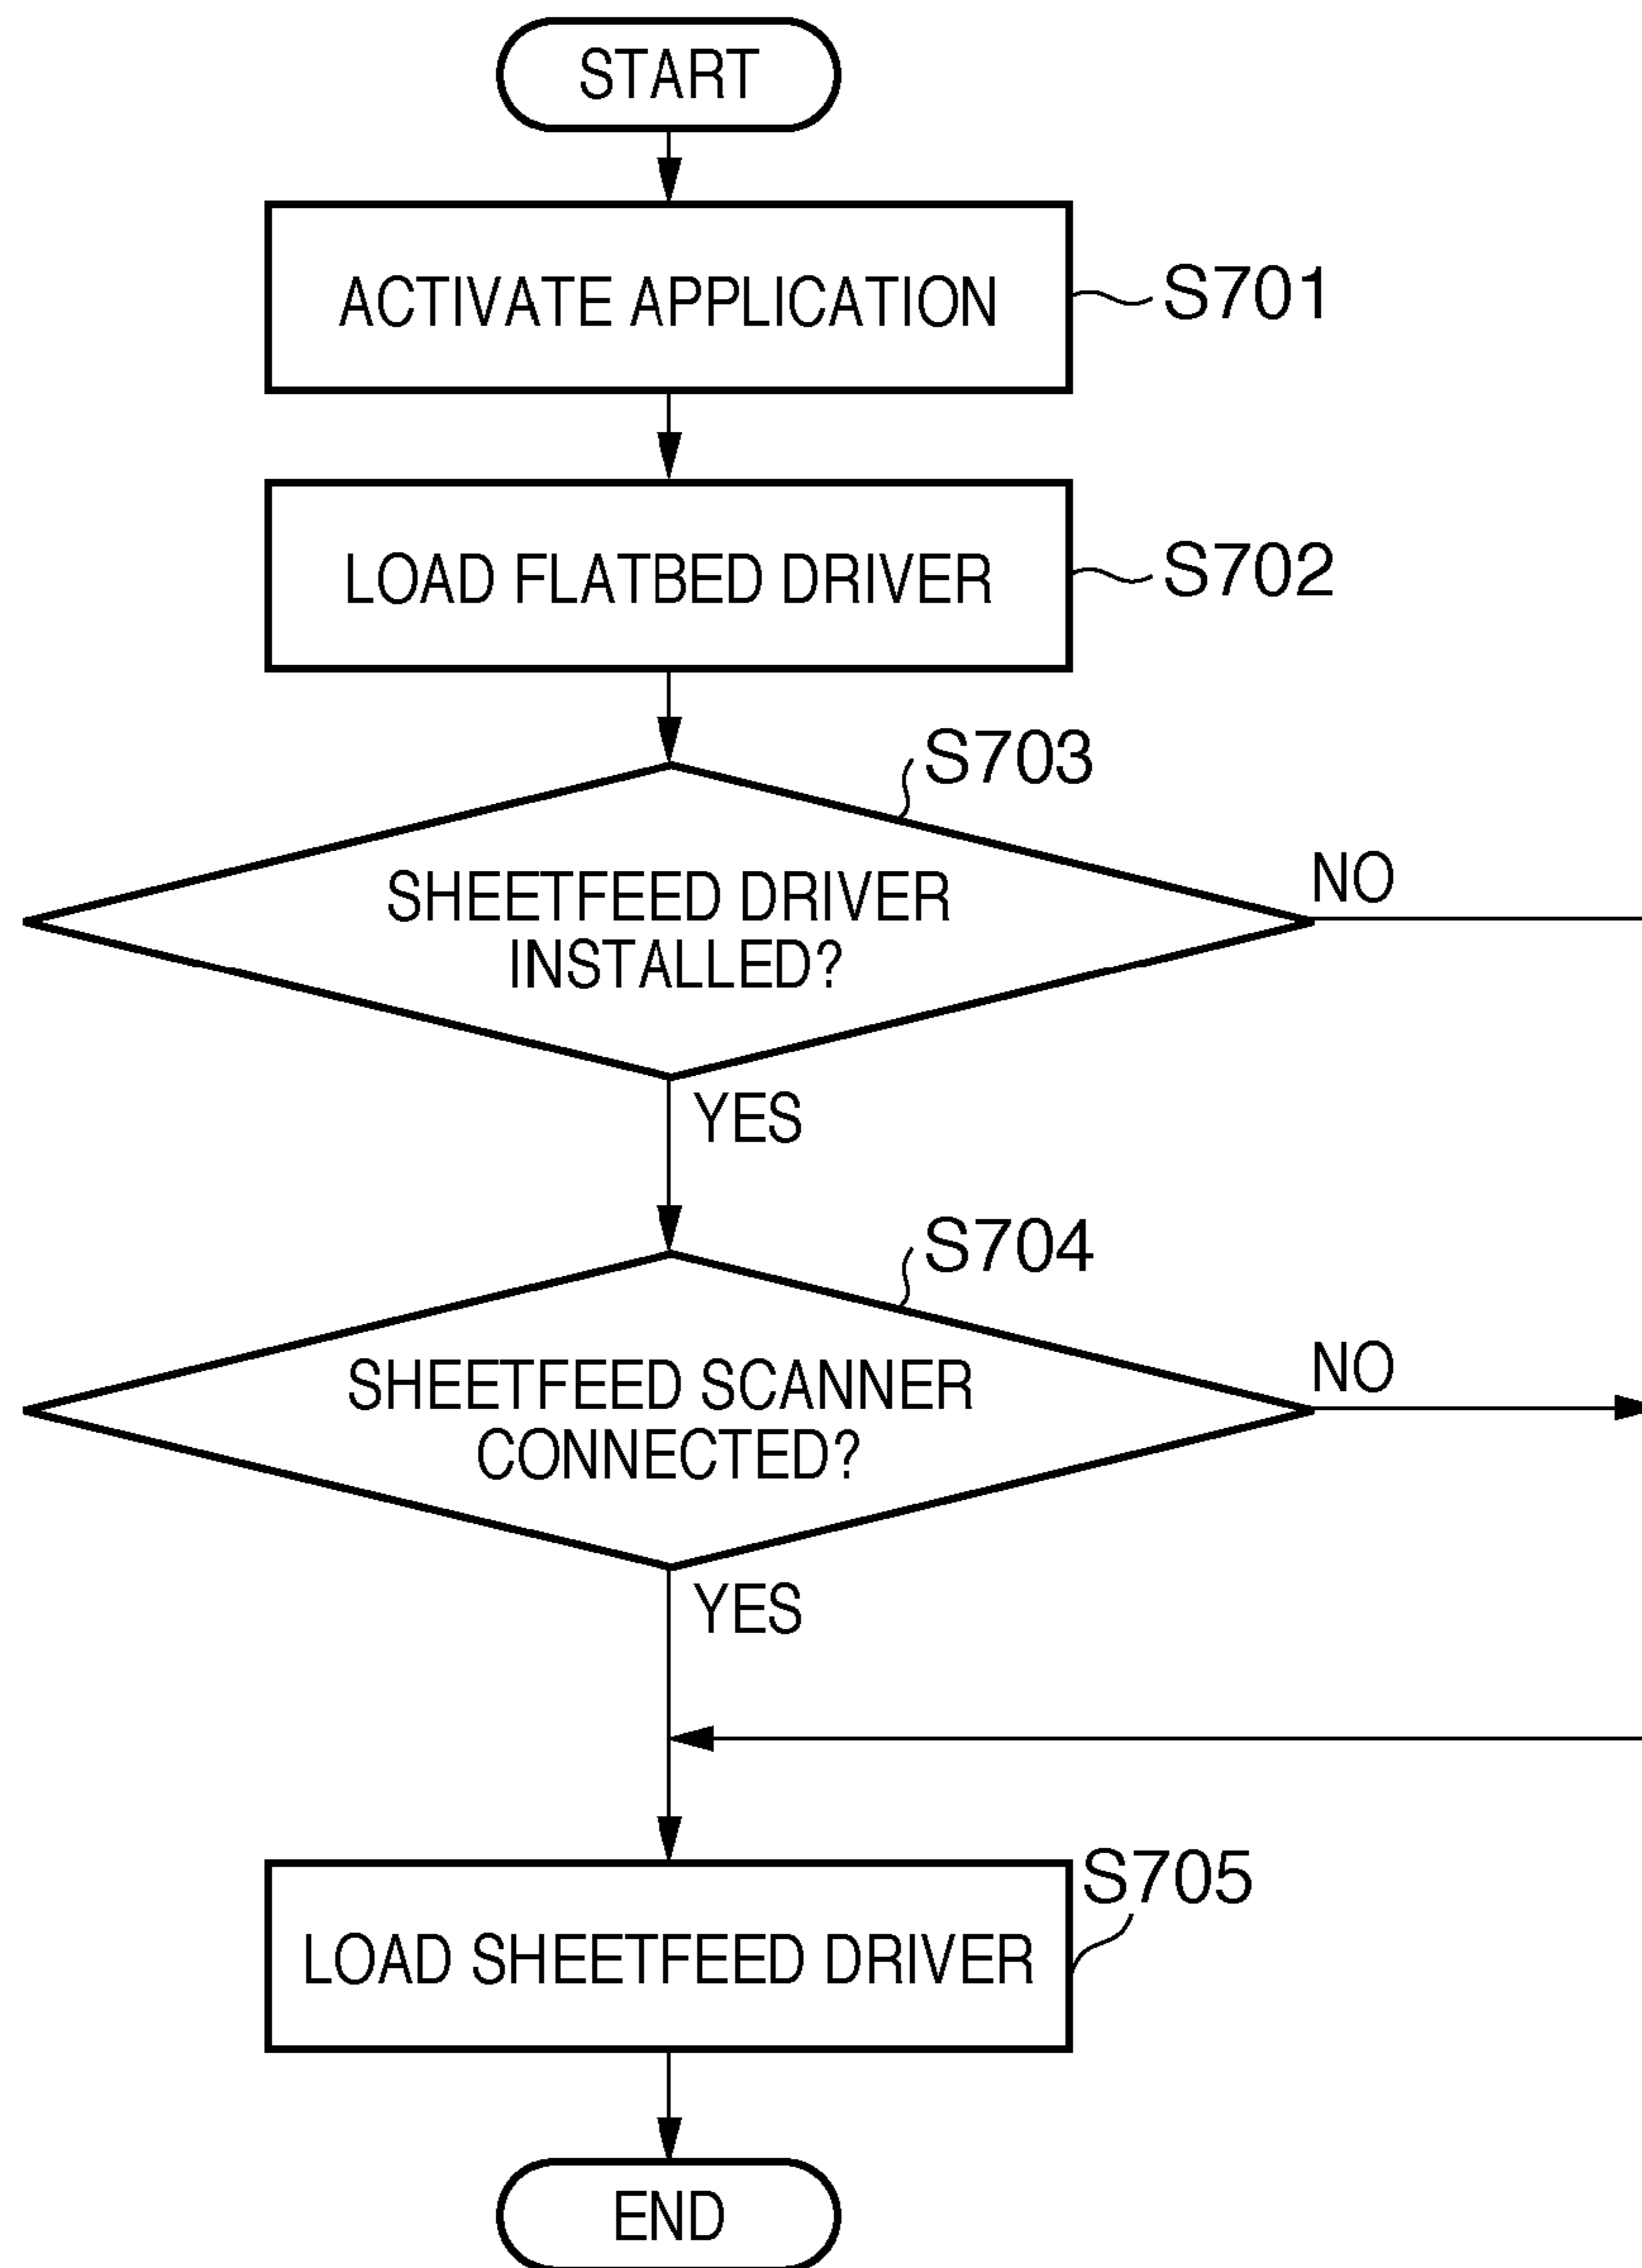 START
ACTIVATE APPLICATION
S701
LOAD FLATBED DRIVER
S702
S703
SHEETFEED DRIVER
INSTALLED?
NO
YES
S704
SHEETFEED SCANNER
CONNECTED?
NO
YES
S705
LOAD SHEETFEED DRIVER
END